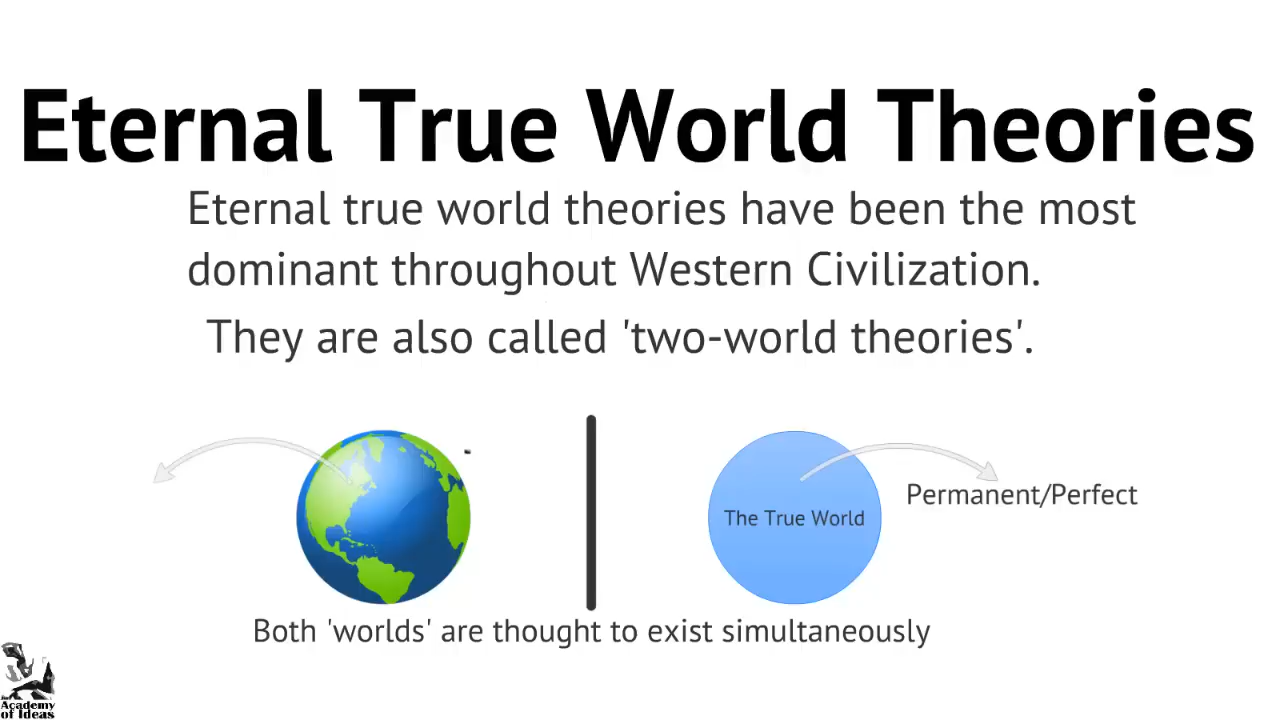 Eternal True World Theories
Eternal true world theories have been the most
dominant throughout Western Civilization.
They are also called 'two-world theories'.
The True World
Permanent/Perfect
Both 'worlds' are thought to exist simultaneously
Academy
of Ideas